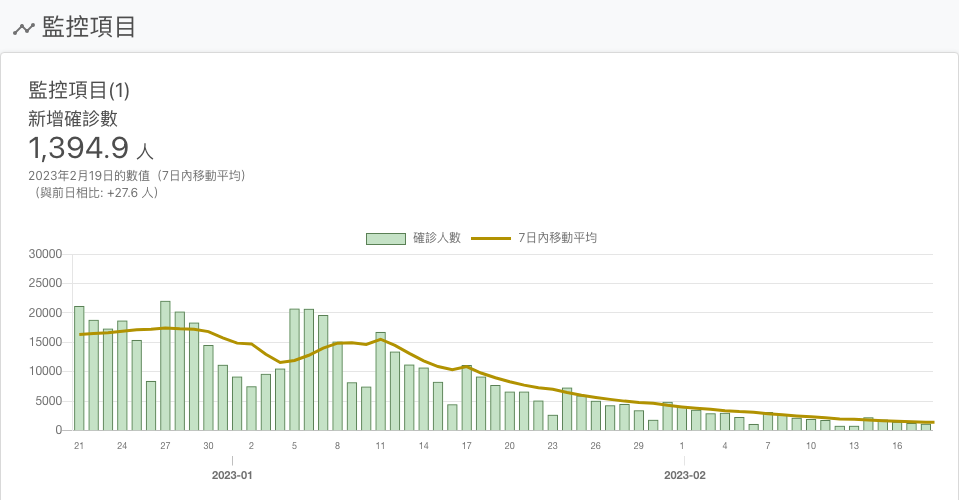 監控項目
監控項目(1)
新增確診數
1,394.9 人
2023年2月19日的數值（7日內移動平均）
（與前日相比: +27.6 人）
確診人數 7日內移動平均
30000
25000
20000
15000
10000
5000
0
21 24 27 30 2 5 8 11 14 17 20 23 26 29 1 4 7 10 13 16
2023-01 2023-02